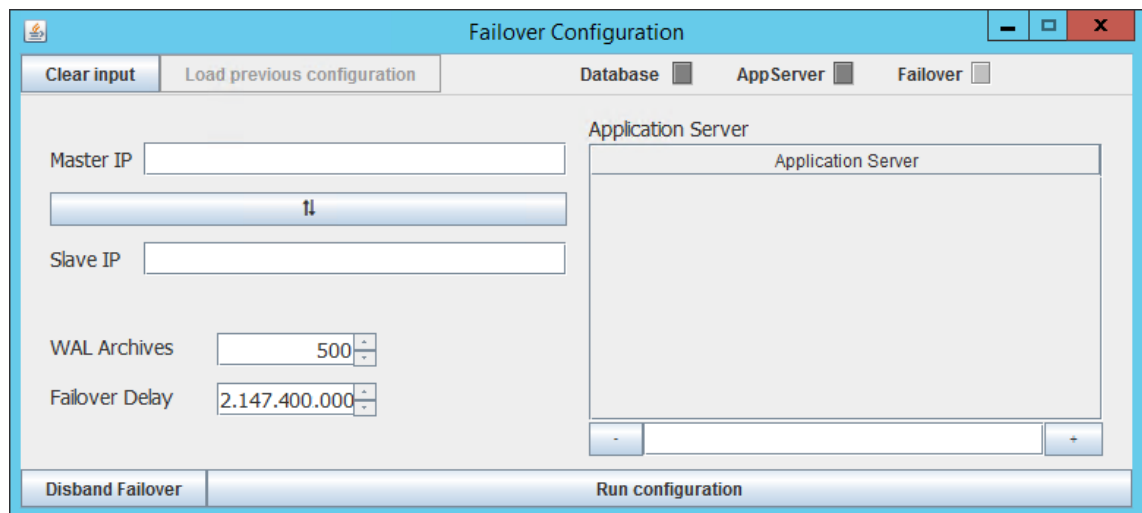 Failover Configuration
Clear input Load previous configuration Database AppServer Failover
Application Server
Master IP Application Server
⇅
Slave IP
WAL Archives 500
Failover Delay 2.147.400.000
- +
Disband Failover Run configuration